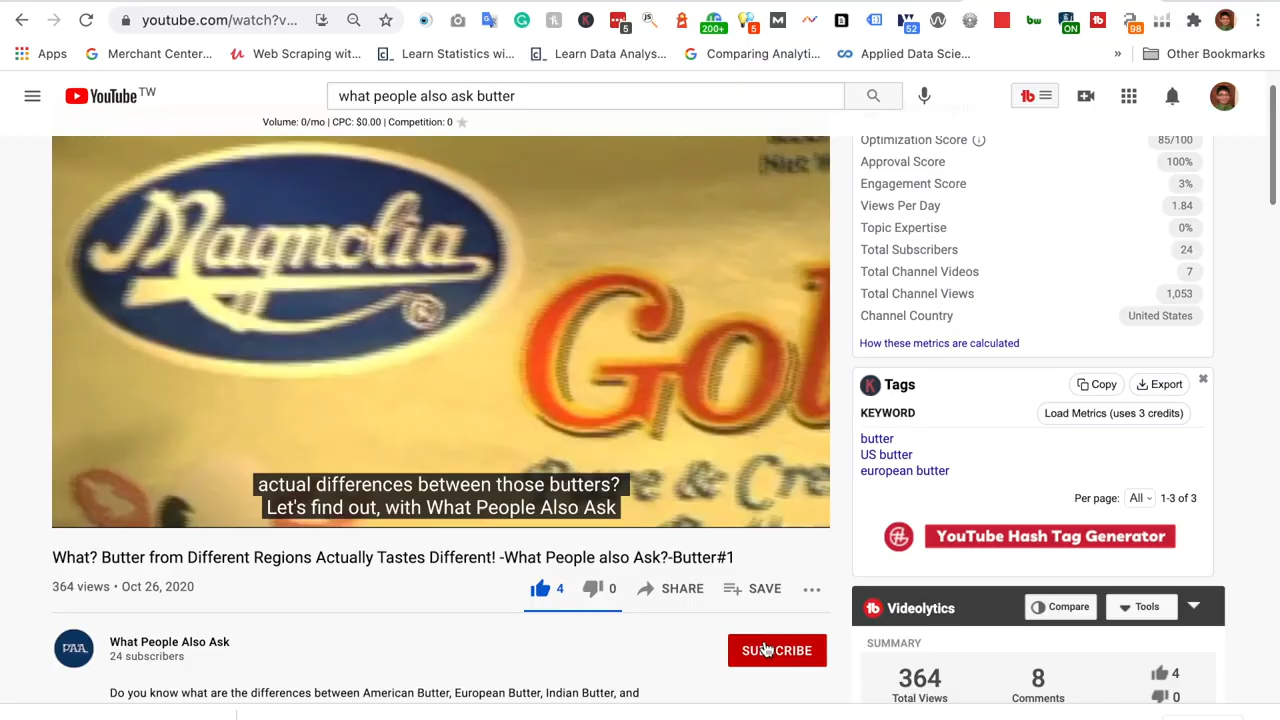 youtube.com/watch?v...
5
200+
5
52
ON
98
Apps
Merchant Center...
Web Scraping wit...
Learn Statistics wi...
Learn Data Analys...
Comparing Analyti...
Applied Data Scie...
»
Other Bookmarks
YouTube TW
what people also ask butter
Volume: 0/mo | CPC: $0.00 | Competition: 0
Magnolia
Gol
actual differences between those butters?
Let's find out, with What People Also Ask
What? Butter from Different Regions Actually Tastes Different! -What People also Ask?-Butter#1
364 views • Oct 26, 2020
4
0
SHARE
SAVE
PAA
What People Also Ask
24 subscribers
SUBSCRIBE
Do you know what are the differences between American Butter, European Butter, Indian Butter, and
Optimization Score 85/100
Approval Score 100%
Engagement Score 3%
Views Per Day 1.84
Topic Expertise 0%
Total Subscribers 24
Total Channel Videos 7
Total Channel Views 1,053
Channel Country United States
How these metrics are calculated
K Tags
Copy
Export
KEYWORD
Load Metrics (uses 3 credits)
butter
US butter
european butter
Per page: All 1-3 of 3
YouTube Hash Tag Generator
tb Videolytics
Compare
Tools
SUMMARY
364
Total Views
8
Comments
4
0